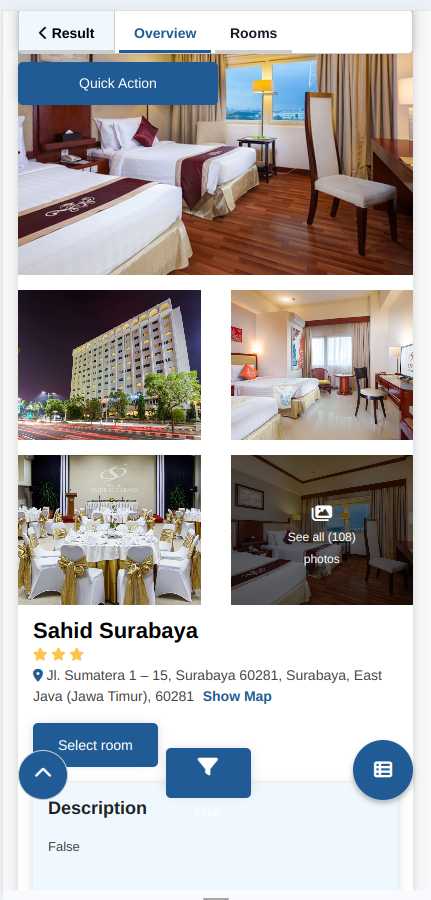 Result
Overview
Rooms
Quick Action
See all (108)
photos
Sahid Surabaya
Jl. Sumatera 1 – 15, Surabaya 60281, Surabaya, East
Java (Jawa Timur), 60281 Show Map
Select room
Description
False